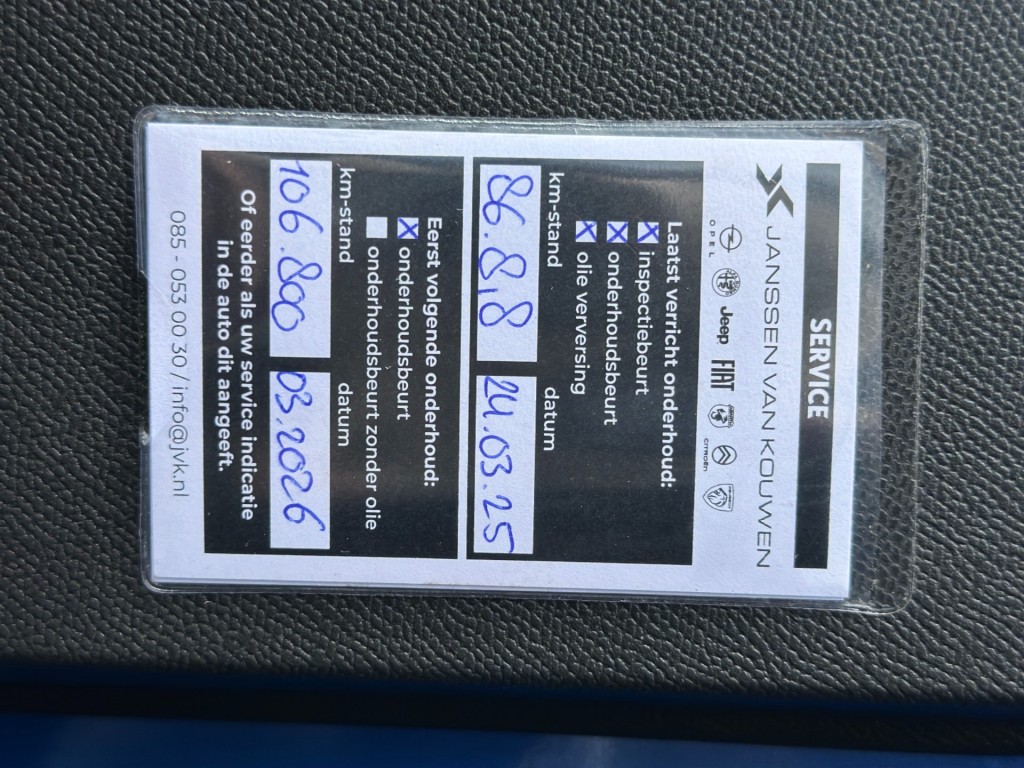 SERVICE
JANSSEN VAN KOUWEN
OPEL Jeep FIAT CITROËN
Laatst verricht onderhoud:
x inspectiebeurt
x onderhoudsbeurt
x olie verversing
km-stand datum
86.818 24.03.25
Eerst volgende onderhoud:
x onderhoudsbeurt
onderhoudsbeurt zonder olie
km-stand datum
106.800 03.2026
Of eerder als uw service indicatie
in de auto dit aangeeft.
085 - 053 00 30 / info@jvk.nl